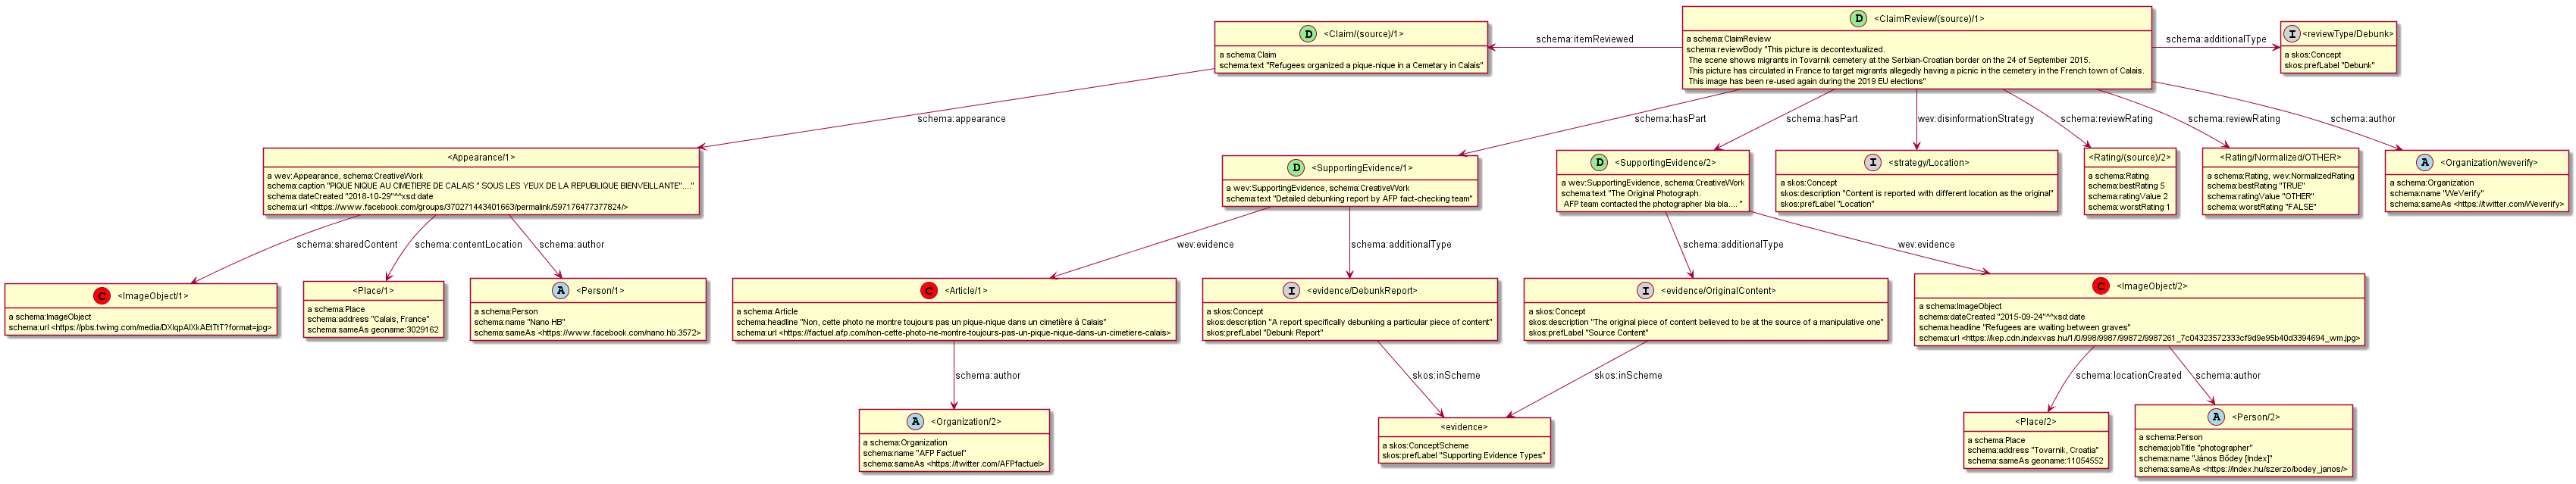 D <ClaimReview/(source)/1>
a schema:ClaimReview
schema:reviewBody "This picture is decontextualized.
The scene shows migrants in Tovarnik cemetery at the Serbian-Croatian border on the 24 of September 2015.
This picture has circulated in France to target migrants allegedly having a picnic in the cemetery in the French town of Calais.
This image has been re-used again during the 2019 EU elections"
schema:itemReviewed
D <Claim/(source)/1>
a schema:Claim
schema:text "Refugees organized a pique-nique in a Cemetary in Calais"
schema:additionalType
I <reviewType/Debunk>
a skos:Concept
skos:prefLabel "Debunk"
schema:appearance
schema:hasPart
schema:hasPart
wev:disinformationStrategy
schema:reviewRating
schema:reviewRating
schema:author
<Appearance/1>
a wev:Appearance, schema:CreativeWork
schema:caption "PIQUE NIQUE AU CIMETIERE DE CALAIS " SOUS LES YEUX DE LA REPUBLIQUE BIENVEILLANTE"...."
schema:dateCreated "2018-10-29"^^xsd:date
schema:url <https://www.facebook.com/groups/370271443401663/permalink/597176477377824/>
D <SupportingEvidence/1>
a wev:SupportingEvidence, schema:CreativeWork
schema:text "Detailed debunking report by AFP fact-checking team"
D <SupportingEvidence/2>
a wev:SupportingEvidence, schema:CreativeWork
schema:text "The Original Photograph.
AFP team contacted the photographer bla bla.... "
I <strategy/Location>
a skos:Concept
skos:description "Content is reported with different location as the original"
skos:prefLabel "Location"
<Rating/(source)/2>
a schema:Rating
schema:bestRating 5
schema:ratingValue 2
schema:worstRating 1
<Rating/Normalized/OTHER>
a schema:Rating, wev:NormalizedRating
schema:bestRating "TRUE"
schema:ratingValue "OTHER"
schema:worstRating "FALSE"
A <Organization/weverify>
a schema:Organization
schema:name "WeVerify"
schema:sameAs <https://twitter.com/Weverify>
schema:sharedContent
schema:contentLocation
schema:author
wev:evidence
schema:additionalType
schema:additionalType
wev:evidence
C <ImageObject/1>
a schema:ImageObject
schema:url <https://pbs.twimg.com/media/DXlqpAIXkAEtTtT?format=jpg>
<Place/1>
a schema:Place
schema:address "Calais, France"
schema:sameAs geoname:3029162
A <Person/1>
a schema:Person
schema:name "Nano HB"
schema:sameAs <https://www.facebook.com/nano.hb.3572>
C <Article/1>
a schema:Article
schema:headline "Non, cette photo ne montre toujours pas un pique-nique dans un cimetière á Calais"
schema:url <https://factuel.afp.com/non-cette-photo-ne-montre-toujours-pas-un-pique-nique-dans-un-cimetiere-calais>
I <evidence/DebunkReport>
a skos:Concept
skos:description "A report specifically debunking a particular piece of content"
skos:prefLabel "Debunk Report"
I <evidence/OriginalContent>
a skos:Concept
skos:description "The original piece of content believed to be at the source of a manipulative one"
skos:prefLabel "Source Content"
C <ImageObject/2>
a schema:ImageObject
schema:dateCreated "2015-09-24"^^xsd:date
schema:headline "Refugees are waiting between graves"
schema:url <https://kep.cdn.indexvas.hu/1/0/998/9987/99872/9987261_7c04323572333cf9d9e95b40d3394694_wm.jpg>
schema:author
skos:inScheme
skos:inScheme
schema:locationCreated
schema:author
A <Organization/2>
a schema:Organization
schema:name "AFP Factuel"
schema:sameAs <https://twitter.com/AFPfactuel>
<evidence>
a skos:ConceptScheme
skos:prefLabel "Supporting Evidence Types"
<Place/2>
a schema:Place
schema:address "Tovarnik, Croatia"
schema:sameAs geoname:11054552
A <Person/2>
a schema:Person
schema:jobTitle "photographer"
schema:name "János Bődey [Index]"
schema:sameAs <https://index.hu/szerzo/bodey_janos/>